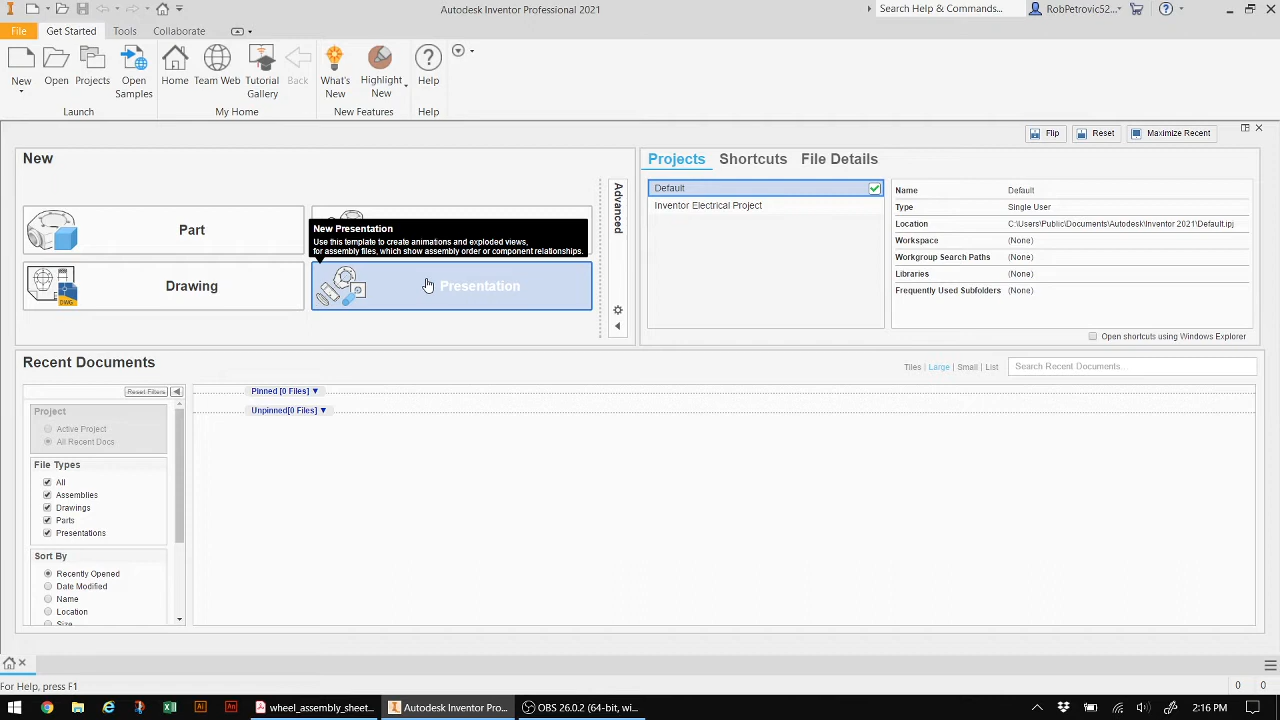 Autodesk Inventor Professional 2021
Search Help & Commands...
RobPetrovic52...
File
Get Started
Tools
Collaborate
New
Open
Projects
Open Samples
Home
Team Web
Tutorial Gallery
Back
What's New
Highlight New
Help
Launch
My Home
New Features
Help
Flip
Reset
Maximize Recent
New
Part
Drawing
Presentation
New Presentation
Use this template to create animations and exploded views,
for assembly files, which show assembly order or component relationships.
Advanced
Projects
Shortcuts
File Details
Default
Inventor Electrical Project
Name Default
Type Single User
Location C:\Users\Public\Documents\Autodesk\Inventor 2021\Default.ipj
Workspace (None)
Workgroup Search Paths (None)
Libraries (None)
Frequently Used Subfolders (None)
Open shortcuts using Windows Explorer
Recent Documents
Tiles | Large | Small | List
Search Recent Documents...
Reset Filters
Project
Active Project
All Recent Docs
File Types
All
Assemblies
Drawings
Parts
Presentations
Sort By
Recently Opened
Date Modified
Name
Location
Size
Pinned [0 Files]
Unpinned[0 Files]
For Help, press F1
0 0
wheel_assembly_sheet...
Autodesk Inventor Pro...
OBS 26.0.2 (64-bit, wi...
2:16 PM